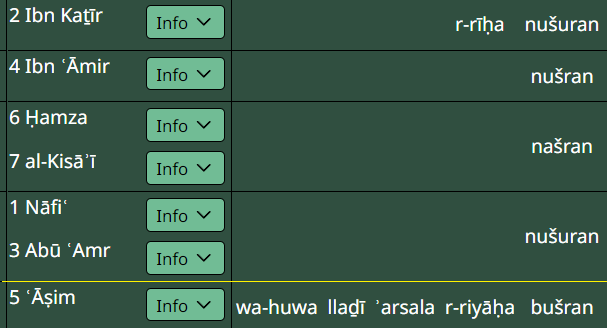 2 Ibn Kaṯīr Info r-rīḥa nušuran
4 Ibn ʿĀmir Info nušran
6 Ḥamza Info
našran
7 al-Kisāʾī Info
1 Nāfiʿ Info
nušuran
3 Abū ʿAmr Info
5 ʿĀṣim Info wa-huwa llaḏī ʾarsala r-riyāḥa bušran